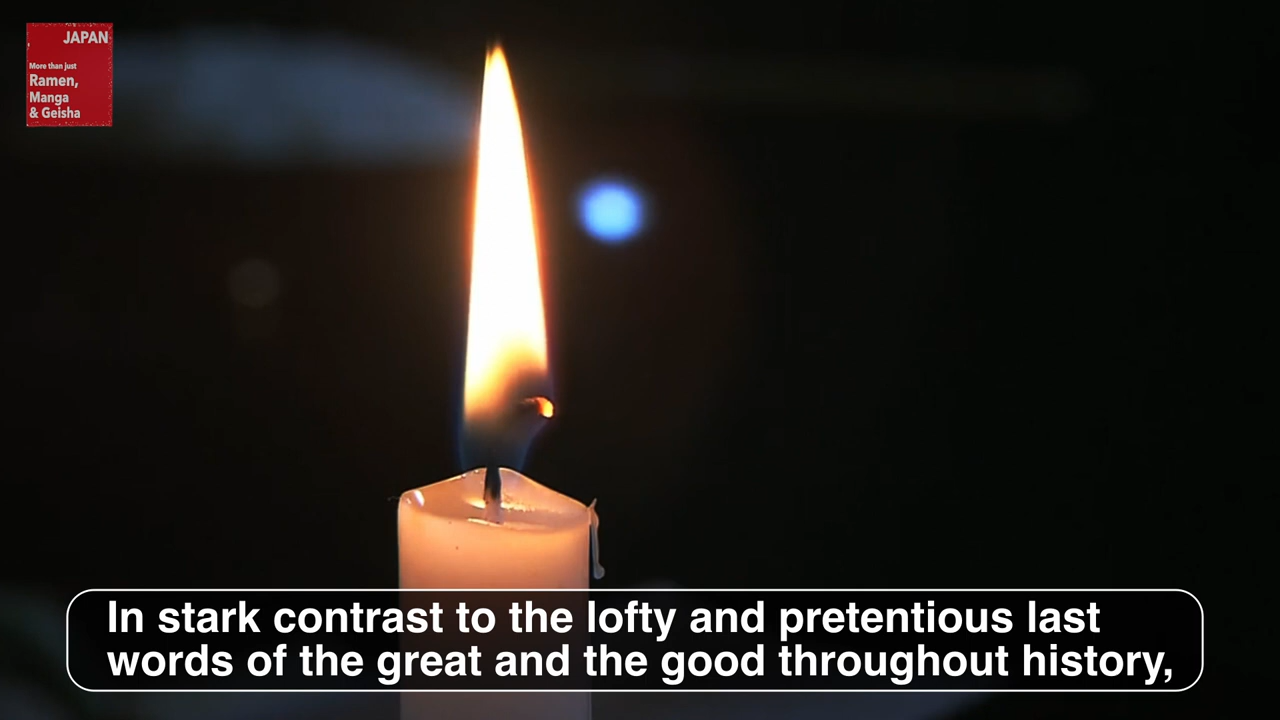 JAPAN
More than just
Ramen,
Manga
& Geisha
In stark contrast to the lofty and pretentious last
words of the great and the good throughout history,